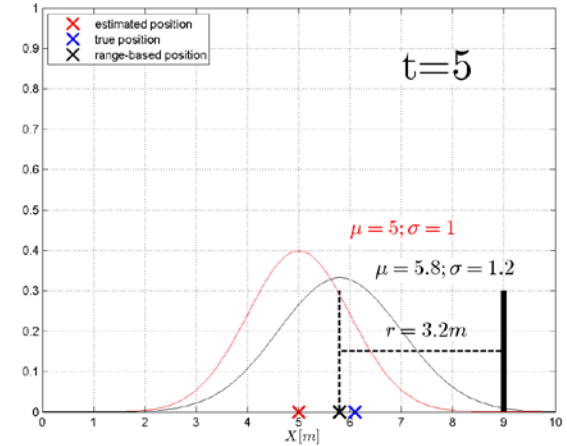 1
0.9
0.8
0.7
0.6
0.5
0.4
0.3
0.2
0.1
0
estimated position
true position
range-based position
t=5
μ = 5; σ = 1
μ = 5.8; σ = 1.2
r = 3.2m
0 1 2 3 4 5 6 7 8 9 10
X[m]